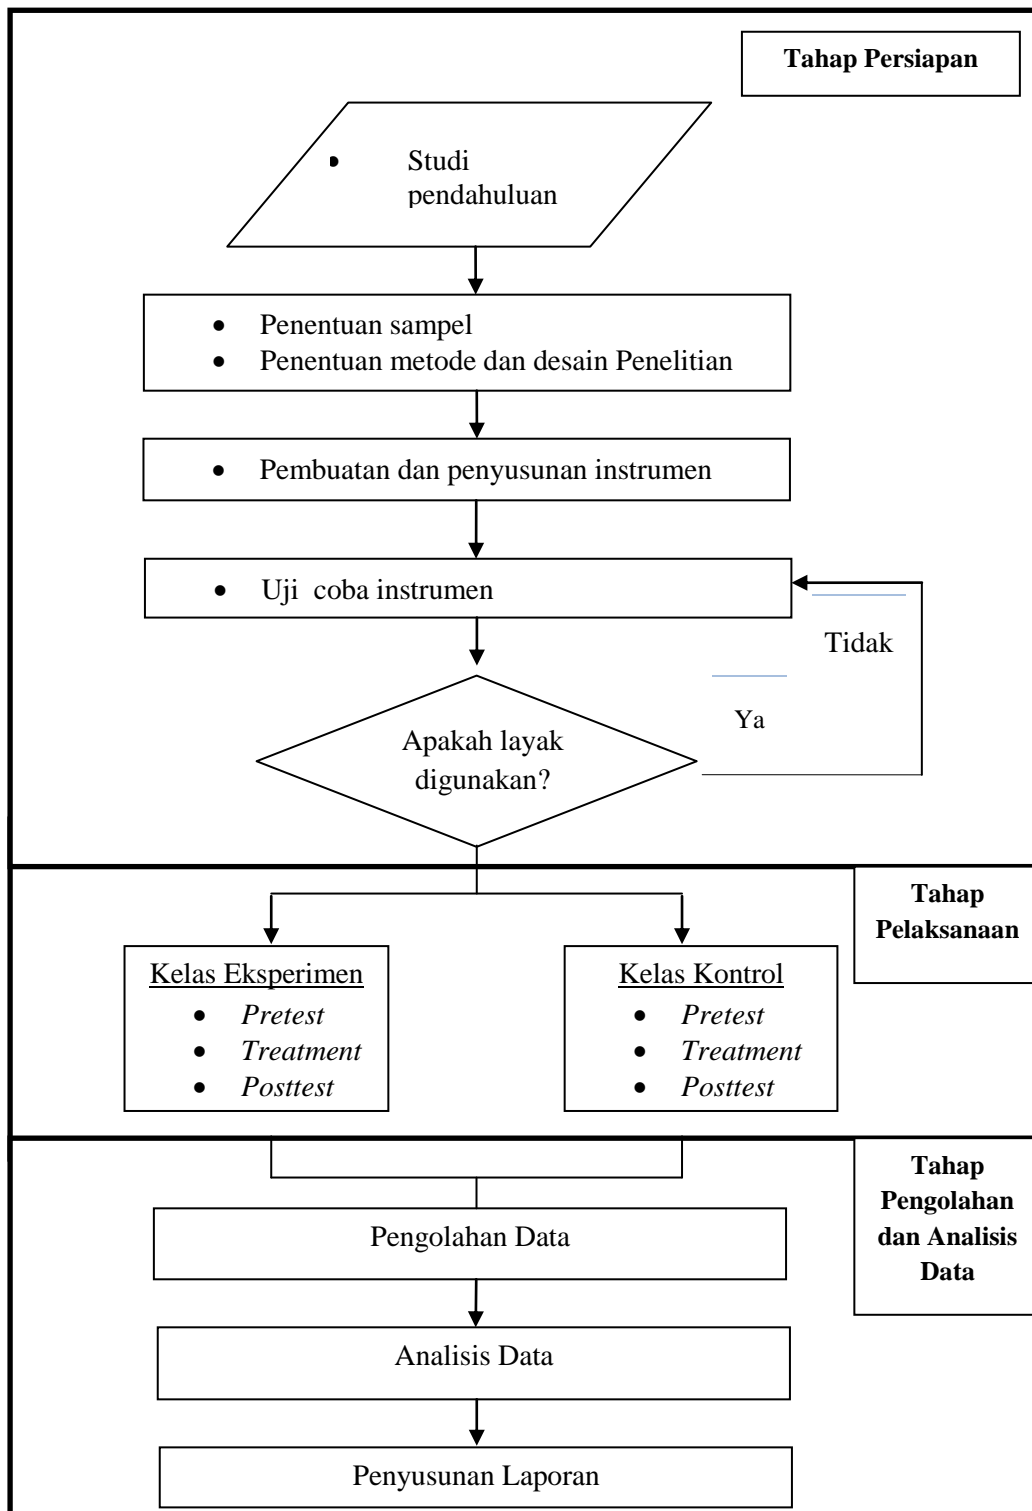 Tahap Persiapan
• Studi
pendahuluan
• Penentuan sampel
• Penentuan metode dan desain Penelitian
• Pembuatan dan penyusunan instrumen
• Uji coba instrumen
Tidak
Ya
Apakah layak
digunakan?
Tahap
Pelaksanaan
Kelas Eksperimen
• Pretest
• Treatment
• Posttest
Kelas Kontrol
• Pretest
• Treatment
• Posttest
Tahap
Pengolahan
dan Analisis
Data
Pengolahan Data
Analisis Data
Penyusunan Laporan